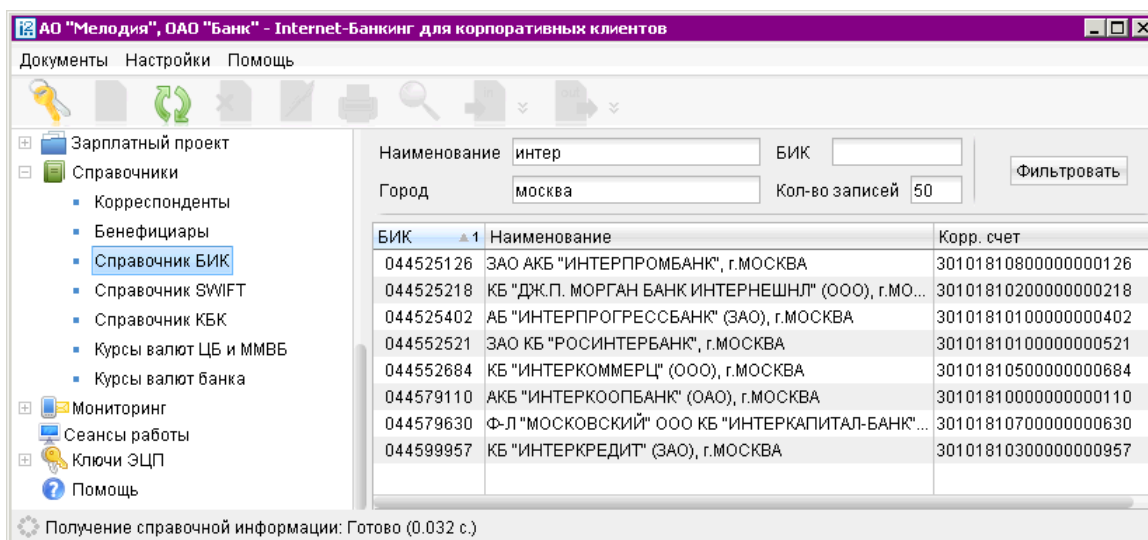 АО "Мелодия", ОАО "Банк" - Internet-Банкинг для корпоративных клиентов
Документы Настройки Помощь
in out
Зарплатный проект
Справочники
Корреспонденты
Бенефициары
Справочник БИК
Справочник SWIFT
Справочник КБК
Курсы валют ЦБ и ММВБ
Курсы валют банка
Мониторинг
Сеансы работы
Ключи ЭЦП
Помощь
Наименование интер БИК
Фильтровать
Город москва Кол-во записей 50
БИК 1 Наименование Корр. счет
044525126 ЗАО АКБ "ИНТЕРПРОМБАНК", г.МОСКВА 30101810800000000126
044525218 КБ "ДЖ.П. МОРГАН БАНК ИНТЕРНЕШНЛ" (ООО), г.МО... 30101810200000000218
044525402 АБ "ИНТЕРПРОГРЕССБАНК" (ЗАО), г.МОСКВА 30101810100000000402
044552521 ЗАО КБ "РОСИНТЕРБАНК", г.МОСКВА 30101810100000000521
044552684 КБ "ИНТЕРКОММЕРЦ" (ООО), г.МОСКВА 30101810500000000684
044579110 АКБ "ИНТЕРКООПБАНК" (ОАО), г.МОСКВА 30101810000000000110
044579630 Ф-Л "МОСКОВСКИЙ" ООО КБ "ИНТЕРКАПИТАЛ-БАНК"... 30101810700000000630
044599957 КБ "ИНТЕРКРЕДИТ" (ЗАО), г.МОСКВА 30101810300000000957
Получение справочной информации: Готово (0.032 с.)